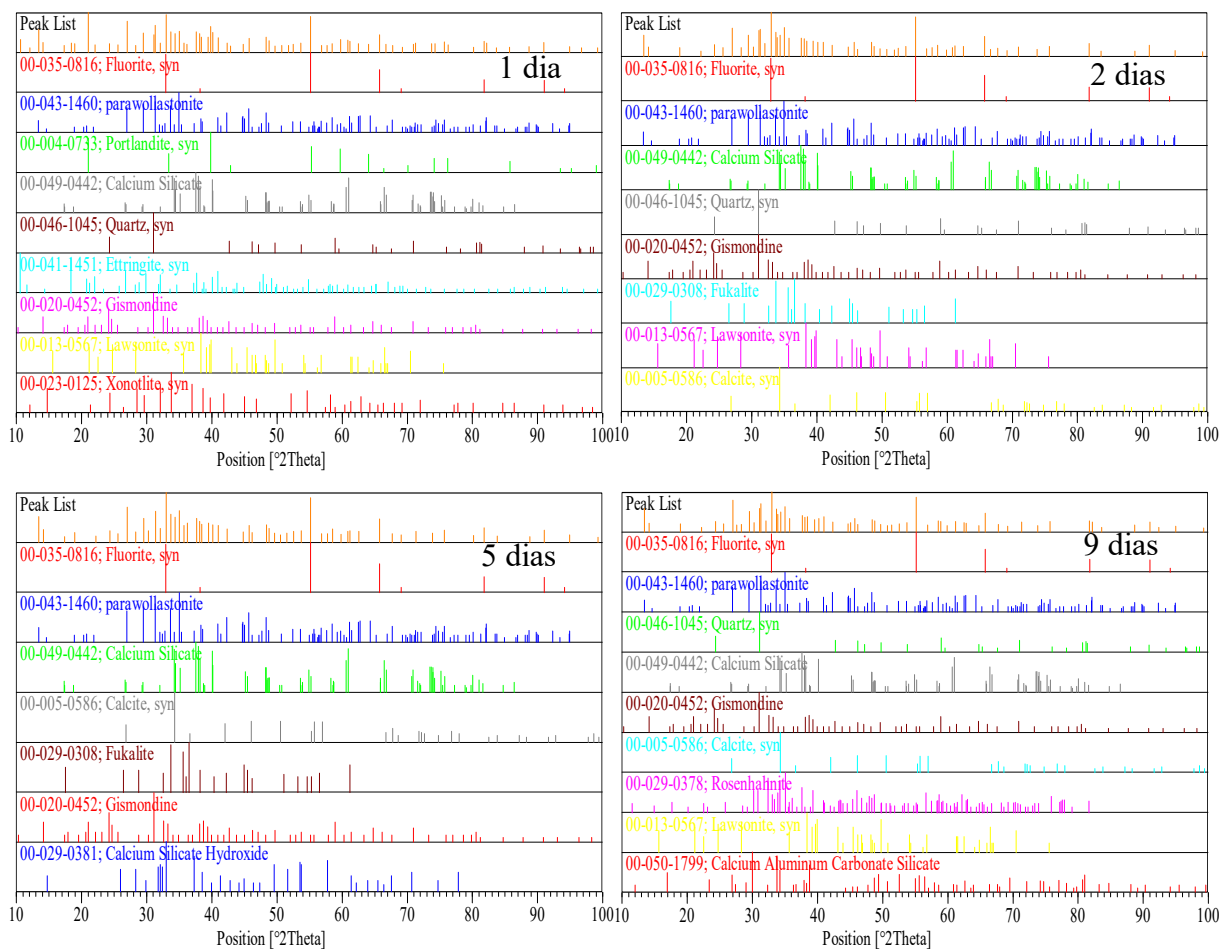 Peak List
00-035-0816; Fluorite, syn
1 dia
00-043-1460; parawollastonite
00-004-0733; Portlandite, syn
00-049-0442; Calcium Silicate
00-046-1045; Quartz, syn
00-041-1451; Ettringite, syn
00-020-0452; Gismondine
00-013-0567; Lawsonite, syn
00-023-0125; Xonotlite, syn
10 20 30 40 50 60 70 80 90 100
Position [°2Theta]
Peak List
00-035-0816; Fluorite, syn
2 dias
00-043-1460; parawollastonite
00-049-0442; Calcium Silicate
00-046-1045; Quartz, syn
00-020-0452; Gismondine
00-029-0308; Fukalite
00-013-0567; Lawsonite, syn
00-005-0586; Calcite, syn
10 20 30 40 50 60 70 80 90 100
Position [°2Theta]
Peak List
00-035-0816; Fluorite, syn
5 dias
00-043-1460; parawollastonite
00-049-0442; Calcium Silicate
00-005-0586; Calcite, syn
00-029-0308; Fukalite
00-020-0452; Gismondine
00-029-0381; Calcium Silicate Hydroxide
10 20 30 40 50 60 70 80 90 100
Position [°2Theta]
Peak List
00-035-0816; Fluorite, syn
9 dias
00-043-1460; parawollastonite
00-046-1045; Quartz, syn
00-049-0442; Calcium Silicate
00-020-0452; Gismondine
00-005-0586; Calcite, syn
00-029-0378; Rosenhahnite
00-013-0567; Lawsonite, syn
00-050-1799; Calcium Aluminum Carbonate Silicate
10 20 30 40 50 60 70 80 90 100
Position [°2Theta]